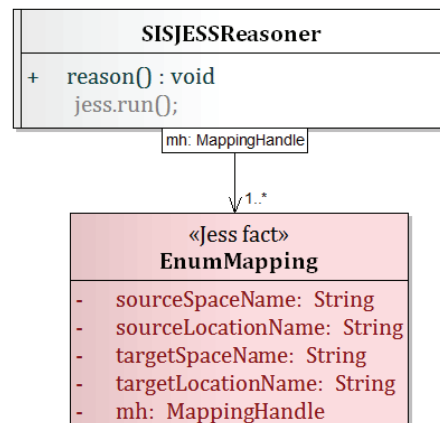 SISJESSReasoner
+ reason() : void
jess.run();
mh: MappingHandle
1..*
«Jess fact»
EnumMapping
- sourceSpaceName: String
- sourceLocationName: String
- targetSpaceName: String
- targetLocationName: String
- mh: MappingHandle